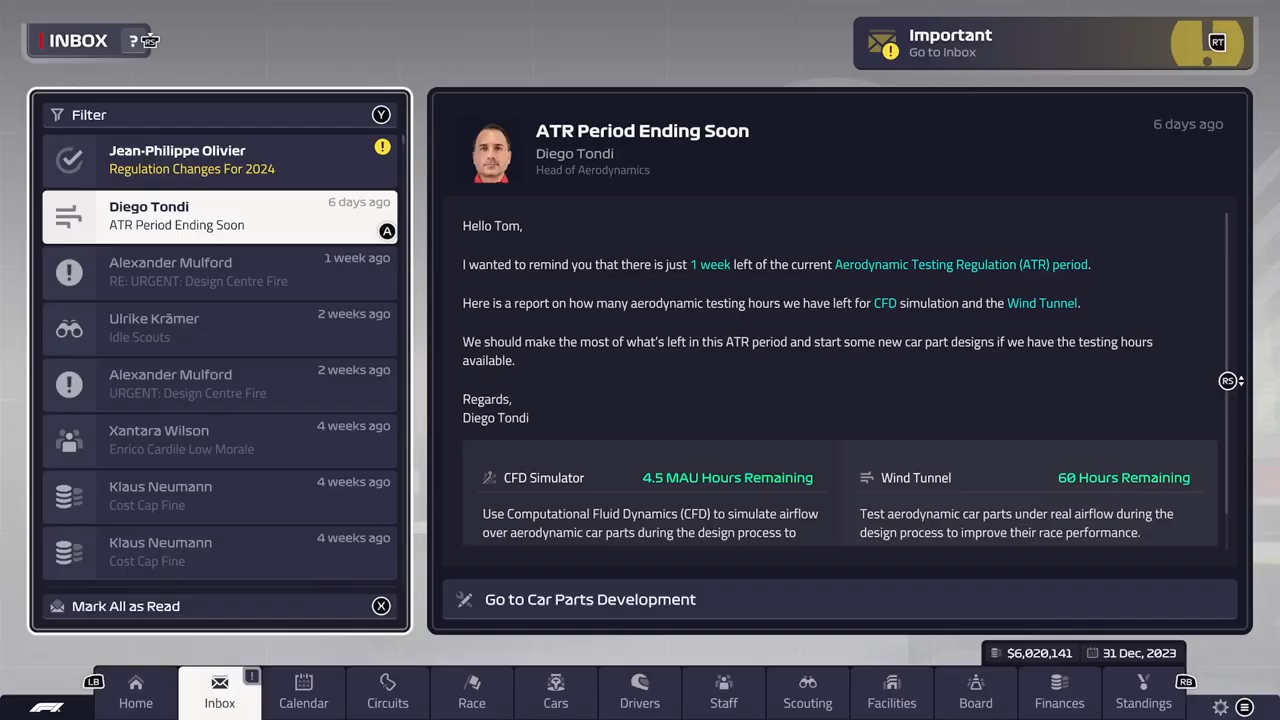 INBOX
?
RS
Important
Go to Inbox
RT
Filter
Y
Jean-Philippe Olivier
Regulation Changes For 2024
Diego Tondi
6 days ago
ATR Period Ending Soon
A
Alexander Mulford
1 week ago
RE: URGENT: Design Centre Fire
Ulrike Krāmer
2 weeks ago
Idle Scouts
Alexander Mulford
2 weeks ago
URGENT: Design Centre Fire
Xantara Wilson
4 weeks ago
Enrico Cardile Low Morale
Klaus Neumann
4 weeks ago
Cost Cap Fine
Klaus Neumann
4 weeks ago
Cost Cap Fine
Mark All as Read
X
ATR Period Ending Soon
6 days ago
Diego Tondi
Head of Aerodynamics
Hello Tom,
I wanted to remind you that there is just 1 week left of the current Aerodynamic Testing Regulation (ATR) period.
Here is a report on how many aerodynamic testing hours we have left for CFD simulation and the Wind Tunnel.
We should make the most of what's left in this ATR period and start some new car part designs if we have the testing hours
available.
RS
Regards,
Diego Tondi
CFD Simulator
4.5 MAU Hours Remaining
Use Computational Fluid Dynamics (CFD) to simulate airflow
over aerodynamic car parts during the design process to
Wind Tunnel
60 Hours Remaining
Test aerodynamic car parts under real airflow during the
design process to improve their race performance.
Go to Car Parts Development
$6,020,141
31 Dec, 2023
LB
Home
Inbox
Calendar
Circuits
Race
Cars
Drivers
Staff
Scouting
Facilities
Board
Finances
Standings
RB
F1